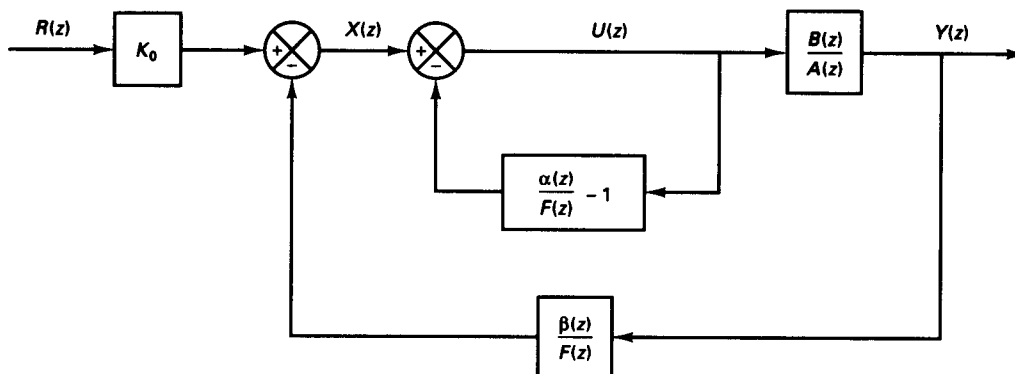 R(z)
K₀
+
−
X(z)
+
−
U(z)
B(z)
A(z)
Y(z)
α(z)
F(z)
− 1
β(z)
F(z)